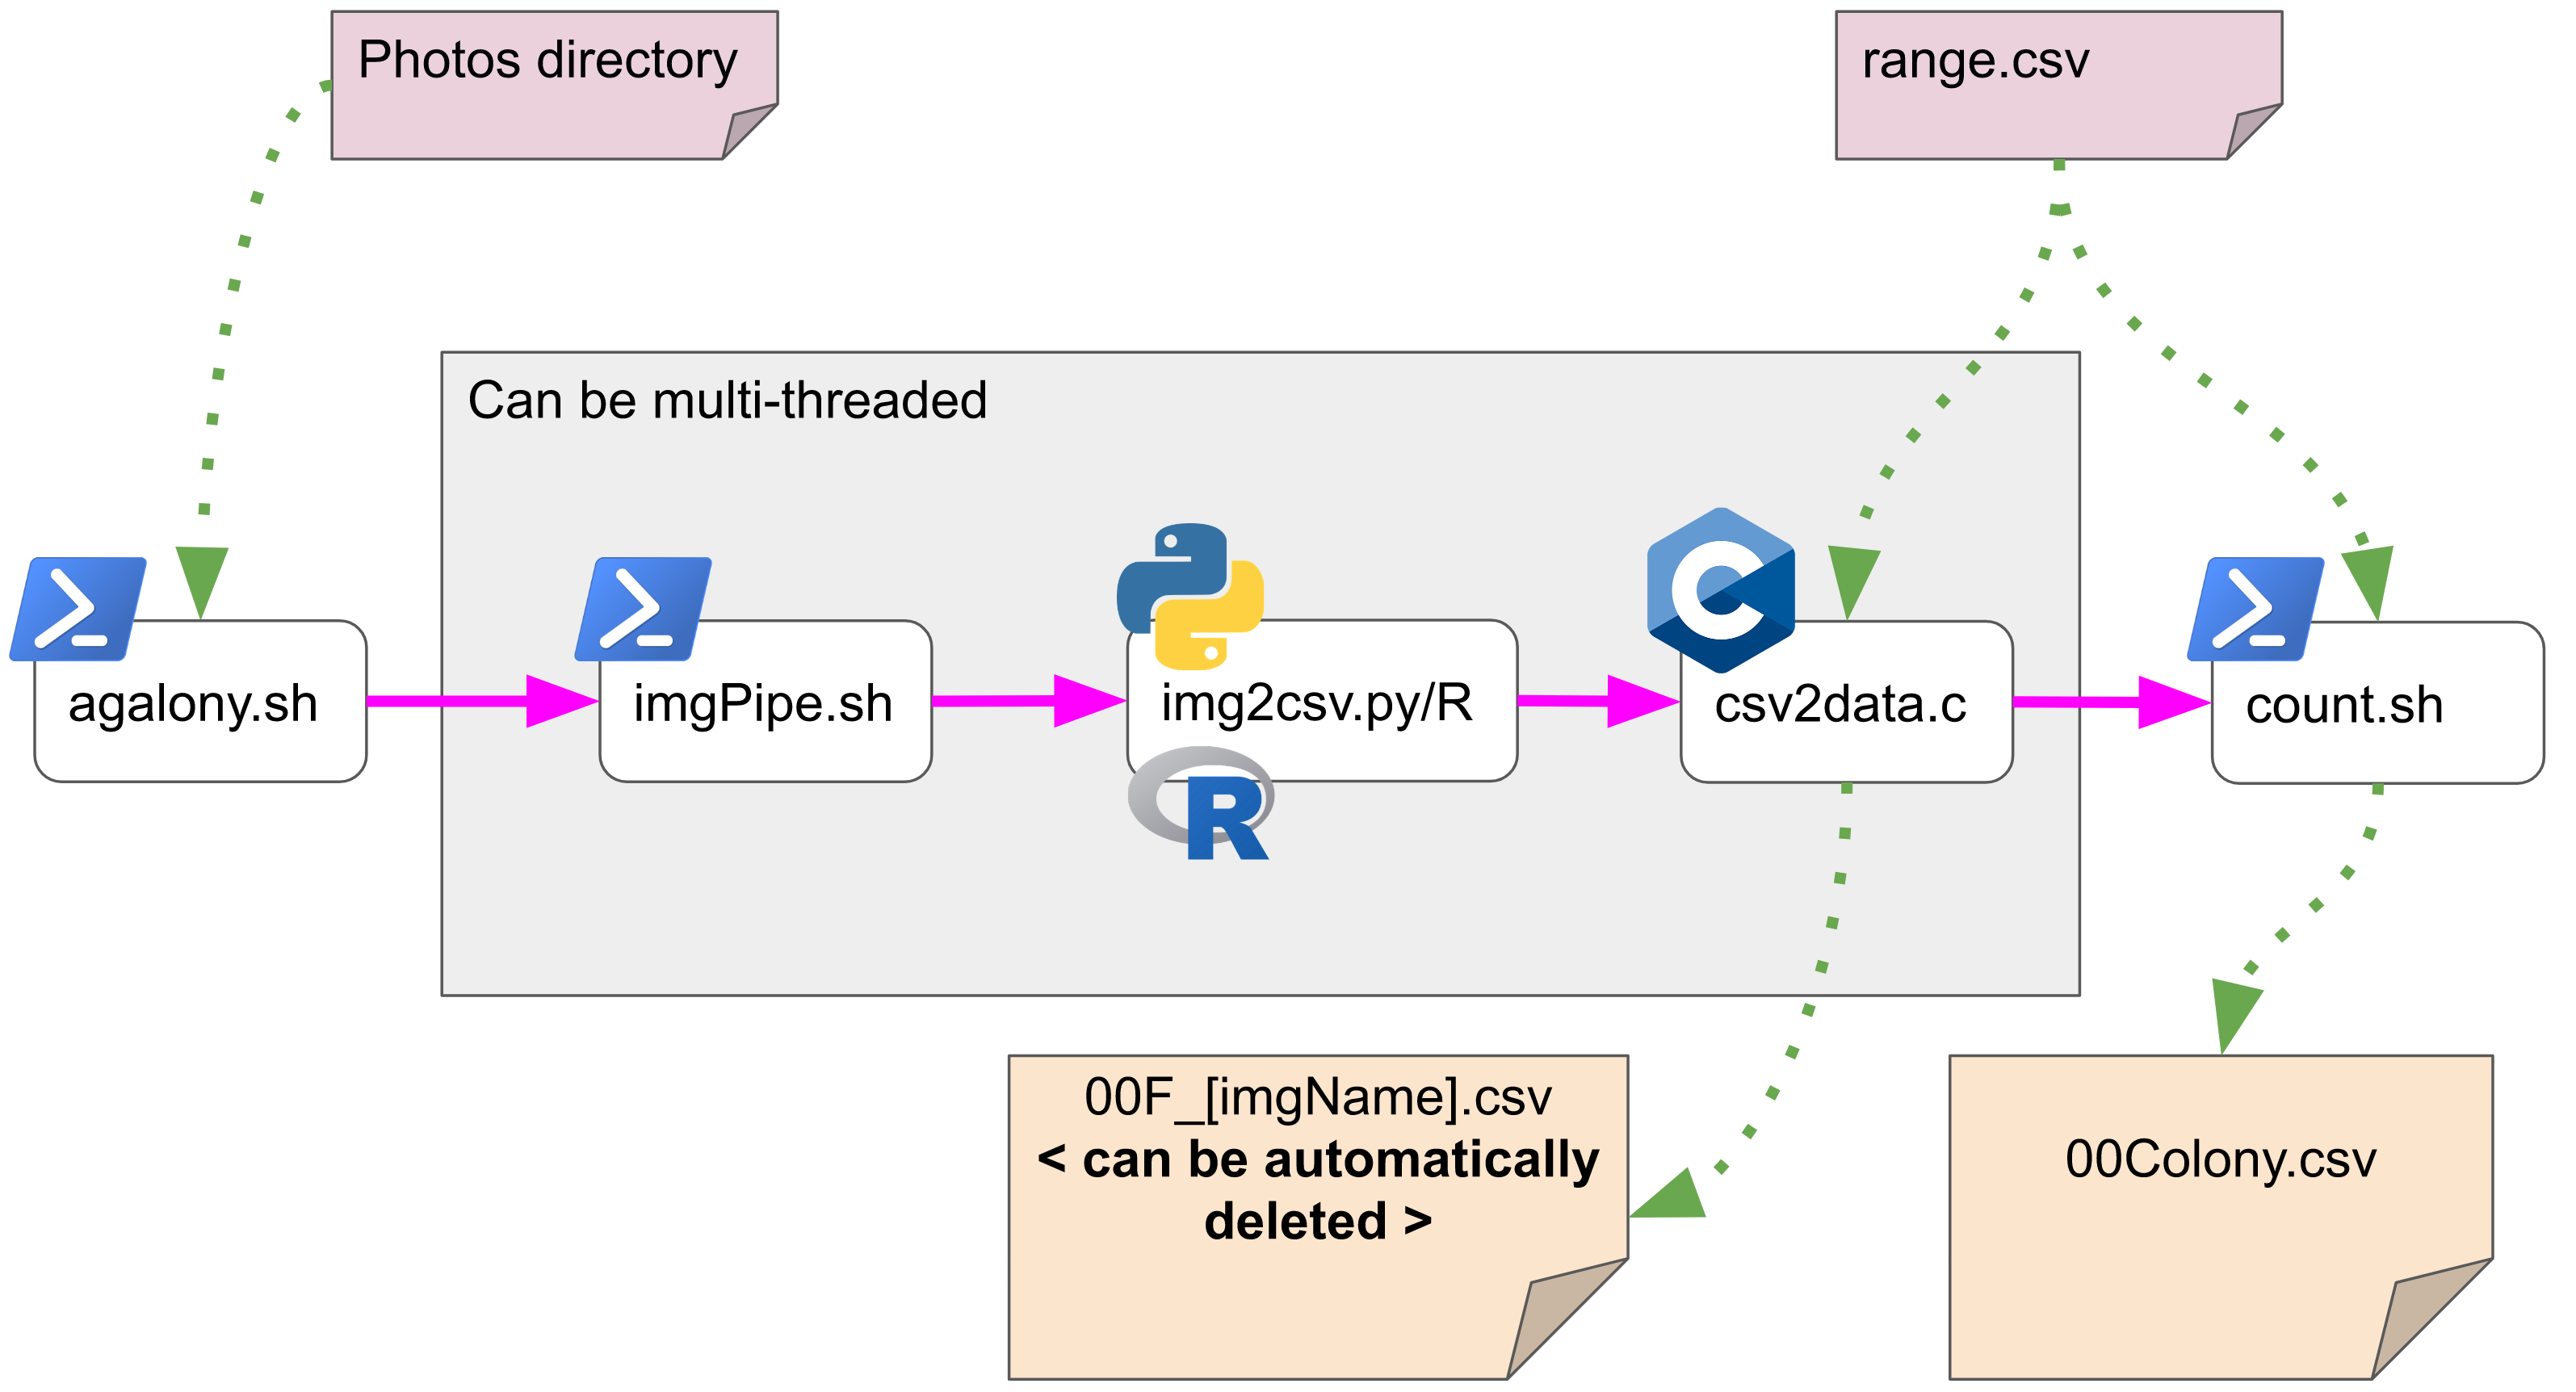 Photos directory
range.csv
Can be multi-threaded
agalony.sh
imgPipe.sh
img2csv.py/R
csv2data.c
count.sh
00F_[imgName].csv
< can be automatically
deleted >
00Colony.csv